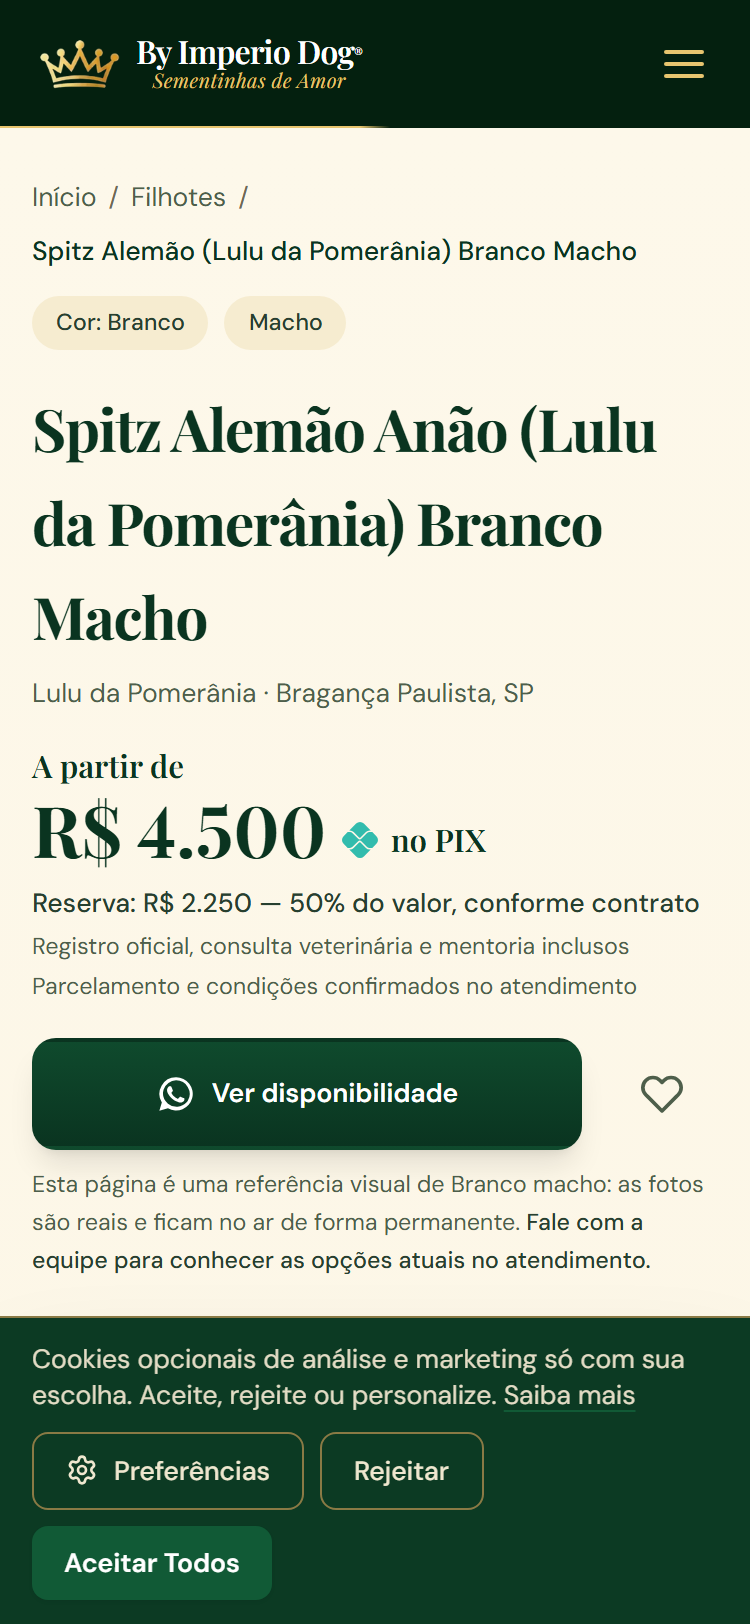 By Imperio Dog®
Sementinhas de Amor
Início / Filhotes /
Spitz Alemão (Lulu da Pomerânia) Branco Macho
Cor: Branco Macho
Spitz Alemão Anão (Lulu
da Pomerânia) Branco
Macho
Lulu da Pomerânia · Bragança Paulista, SP
A partir de
R$ 4.500 no PIX
Reserva: R$ 2.250 — 50% do valor, conforme contrato
Registro oficial, consulta veterinária e mentoria inclusos
Parcelamento e condições confirmados no atendimento
Ver disponibilidade
Esta página é uma referência visual de Branco macho: as fotos
são reais e ficam no ar de forma permanente. Fale com a
equipe para conhecer as opções atuais no atendimento.
Cookies opcionais de análise e marketing só com sua
escolha. Aceite, rejeite ou personalize. Saiba mais
Preferências Rejeitar
Aceitar Todos